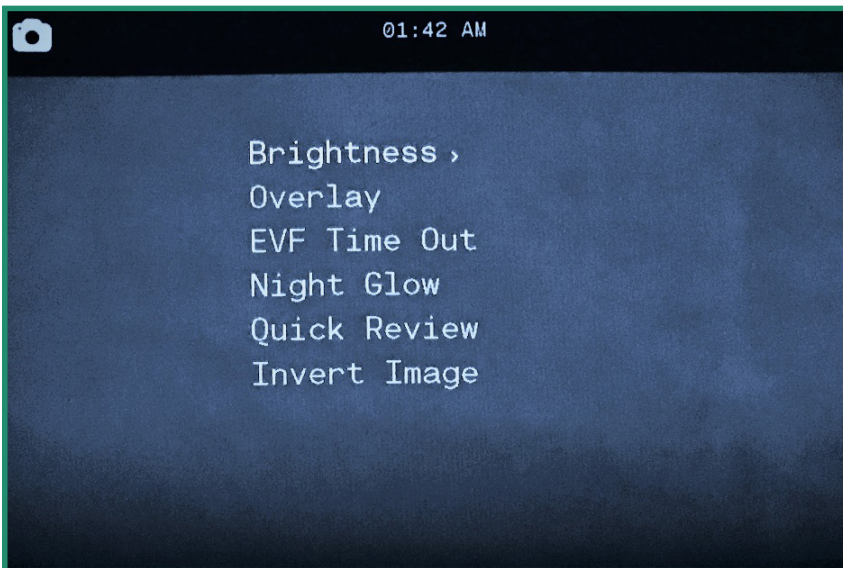 01:42 AM
Brightness ›
Overlay
EVF Time Out
Night Glow
Quick Review
Invert Image